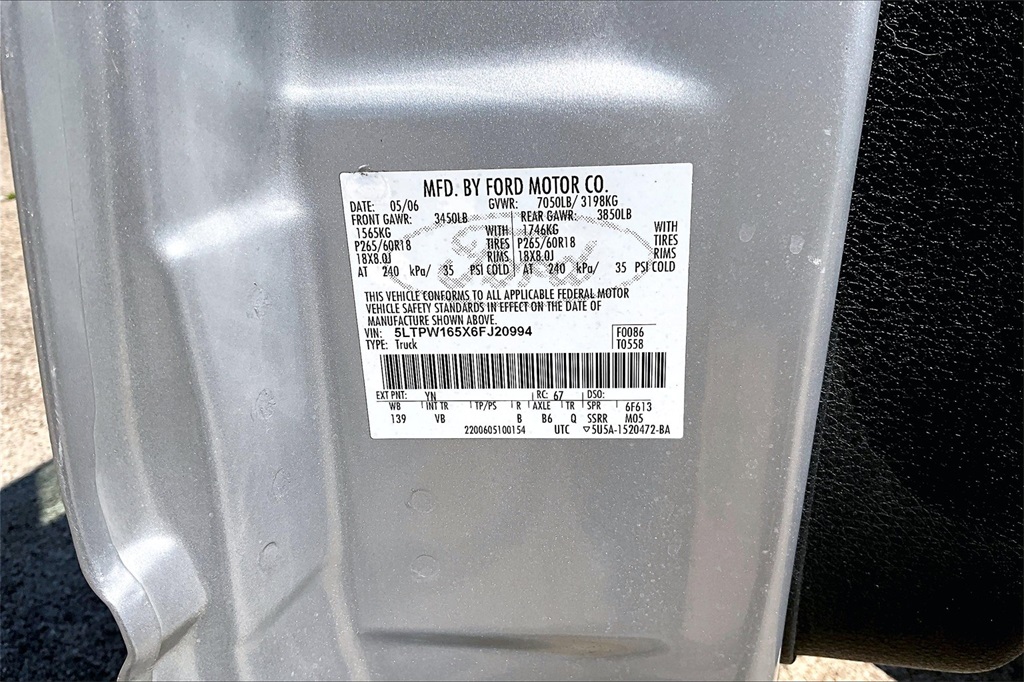 MFD. BY FORD MOTOR CO.
DATE: 05/06 GVWR: 7050LB/ 3198KG
FRONT GAWR: 3450LB REAR GAWR: 3850LB
1565KG WITH 1746KG WITH
P265/60R18 TIRES P265/60R18 TIRES
18X8.0J RIMS 18X8.0J RIMS
AT 240 kPa/ 35 PSI COLD AT 240 kPa/ 35 PSI COLD
Ford
THIS VEHICLE CONFORMS TO ALL APPLICABLE FEDERAL MOTOR
VEHICLE SAFETY STANDARDS IN EFFECT ON THE DATE OF
MANUFACTURE SHOWN ABOVE.
VIN: 5LTPW165X6FJ20994 F0086
TYPE: Truck T0558
EXT PNT: YN RC: 67 DSO:
WB INT TR TP/PS R AXLE TR SPR 6F613
139 VB B B6 Q SSRR M05
2200605100154 UTC ▽5U5A-1520472-BA